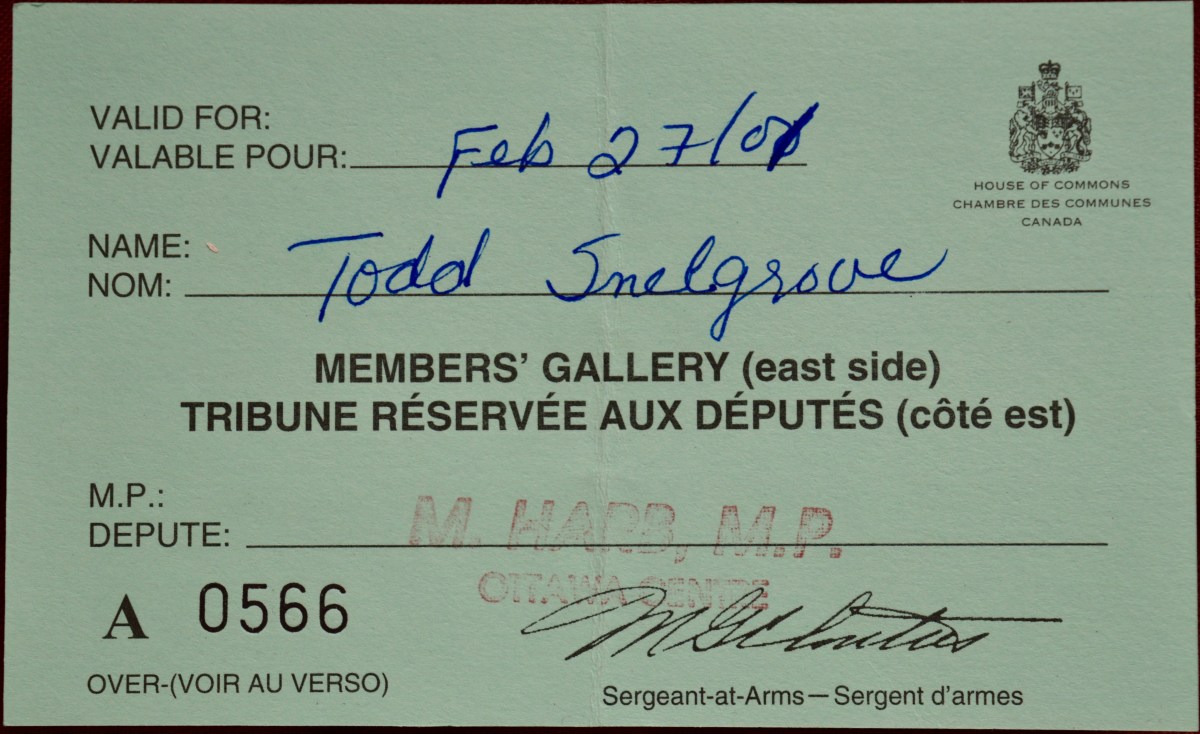 VALID FOR:
VALABLE POUR: Feb 27/01
HOUSE OF COMMONS
CHAMBRE DES COMMUNES
CANADA
NAME:
NOM: Todd Snelgrove
MEMBERS' GALLERY (east side)
TRIBUNE RÉSERVÉE AUX DÉPUTÉS (côté est)
M.P.:
DEPUTE: M. HARB, M.P.
OTTAWA CENTRE
A 0566
OVER-(VOIR AU VERSO)
Sergeant-at-Arms — Sergent d'armes